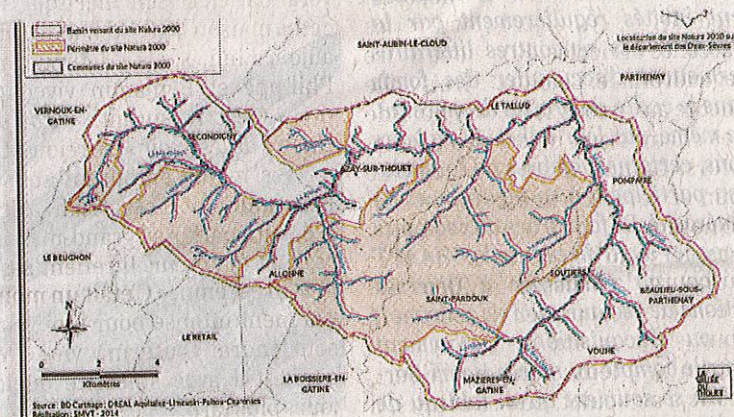 Bassin versant du site Natura 2000
Périmètre du site Natura 2000
Communes du site Natura 2000
Localisation du site Natura 2000 sur
le département des Deux-Sèvres
SAINT-AUBIN-LE-CLOUD
PARTHENAY
VERNOUX-EN-
GATINE
SECONDIGNY
LE TALLUD
AZAY-SUR-THOUET
POMPAIRE
LE BEUGNON
ALLONNE
SOUTIERS
BEAULIEU-SOUS-
PARTHENAY
SAINT-PARDOUX
N
LE RETAIL
VOUHE
LA BOISSIERE-EN-
GATINE
MAZIERES-EN-
GATINE
0 2 4
Kilomètres
LA
VALLÉE
DU
THOUET
Source : BD Carthage ; DREAL Aquitaine-Limousin-Poitou-Charentes
Réalisation : SMVT - 2014